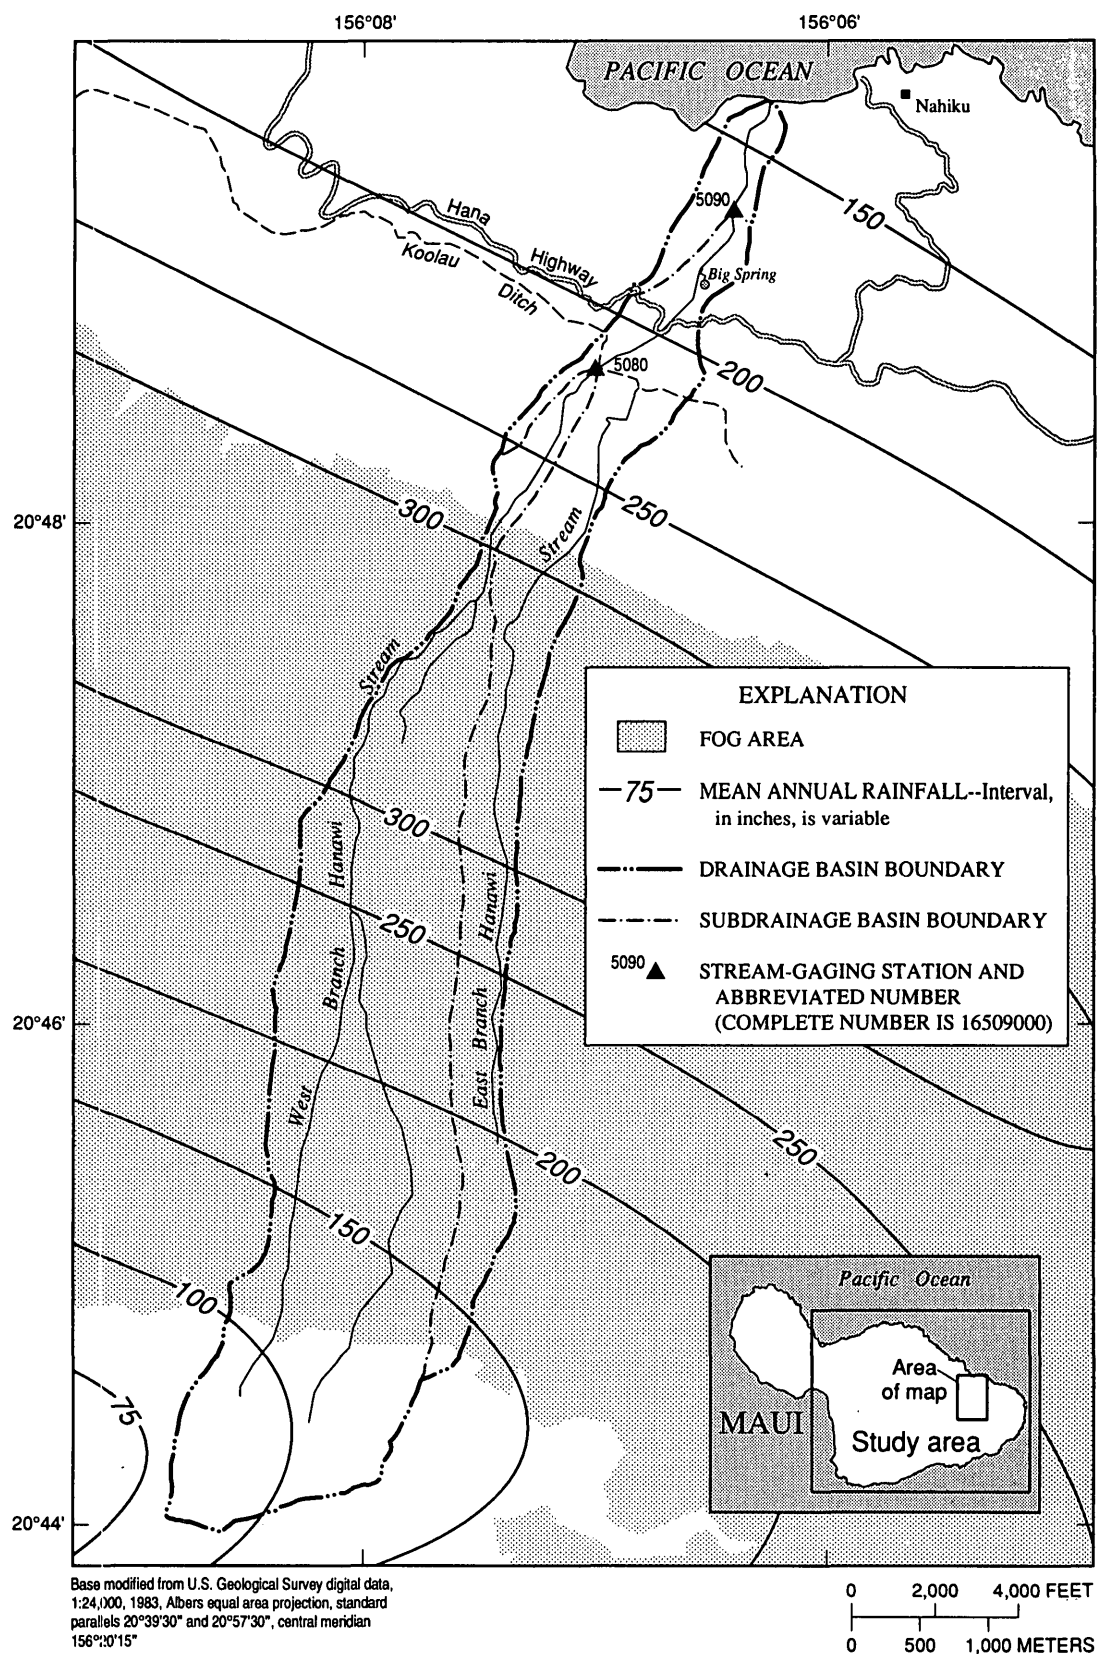 156°08'
156°06'
PACIFIC OCEAN
Nahiku
5090
150
Hana
Highway
Koolau
Ditch
Big Spring
5080
200
300
250
20°48'
Stream
Stream
EXPLANATION
FOG AREA
75
MEAN ANNUAL RAINFALL--Interval,
in inches, is variable
DRAINAGE BASIN BOUNDARY
SUBDRAINAGE BASIN BOUNDARY
5090
STREAM-GAGING STATION AND
ABBREVIATED NUMBER
(COMPLETE NUMBER IS 16509000)
300
Hanawi
Hanawi
250
Branch
Branch
20°46'
West
East
250
200
150
100
75
Pacific Ocean
Area
of map
MAUI
Study area
20°44'
Base modified from U.S. Geological Survey digital data,
1:24,000, 1983, Albers equal area projection, standard
parallels 20°39'30" and 20°57'30", central meridian
0 2,000 4,000 FEET
0 500 1,000 METERS